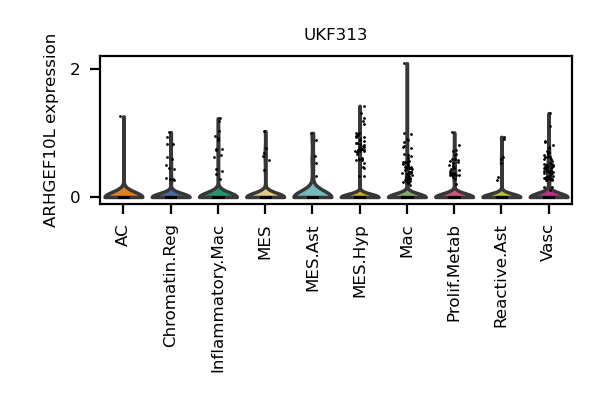 UKF313
ARHGEF10L expression
2
0
AC
Chromatin.Reg
Inflammatory.Mac
MES
MES.Ast
MES.Hyp
Mac
Prolif.Metab
Reactive.Ast
Vasc